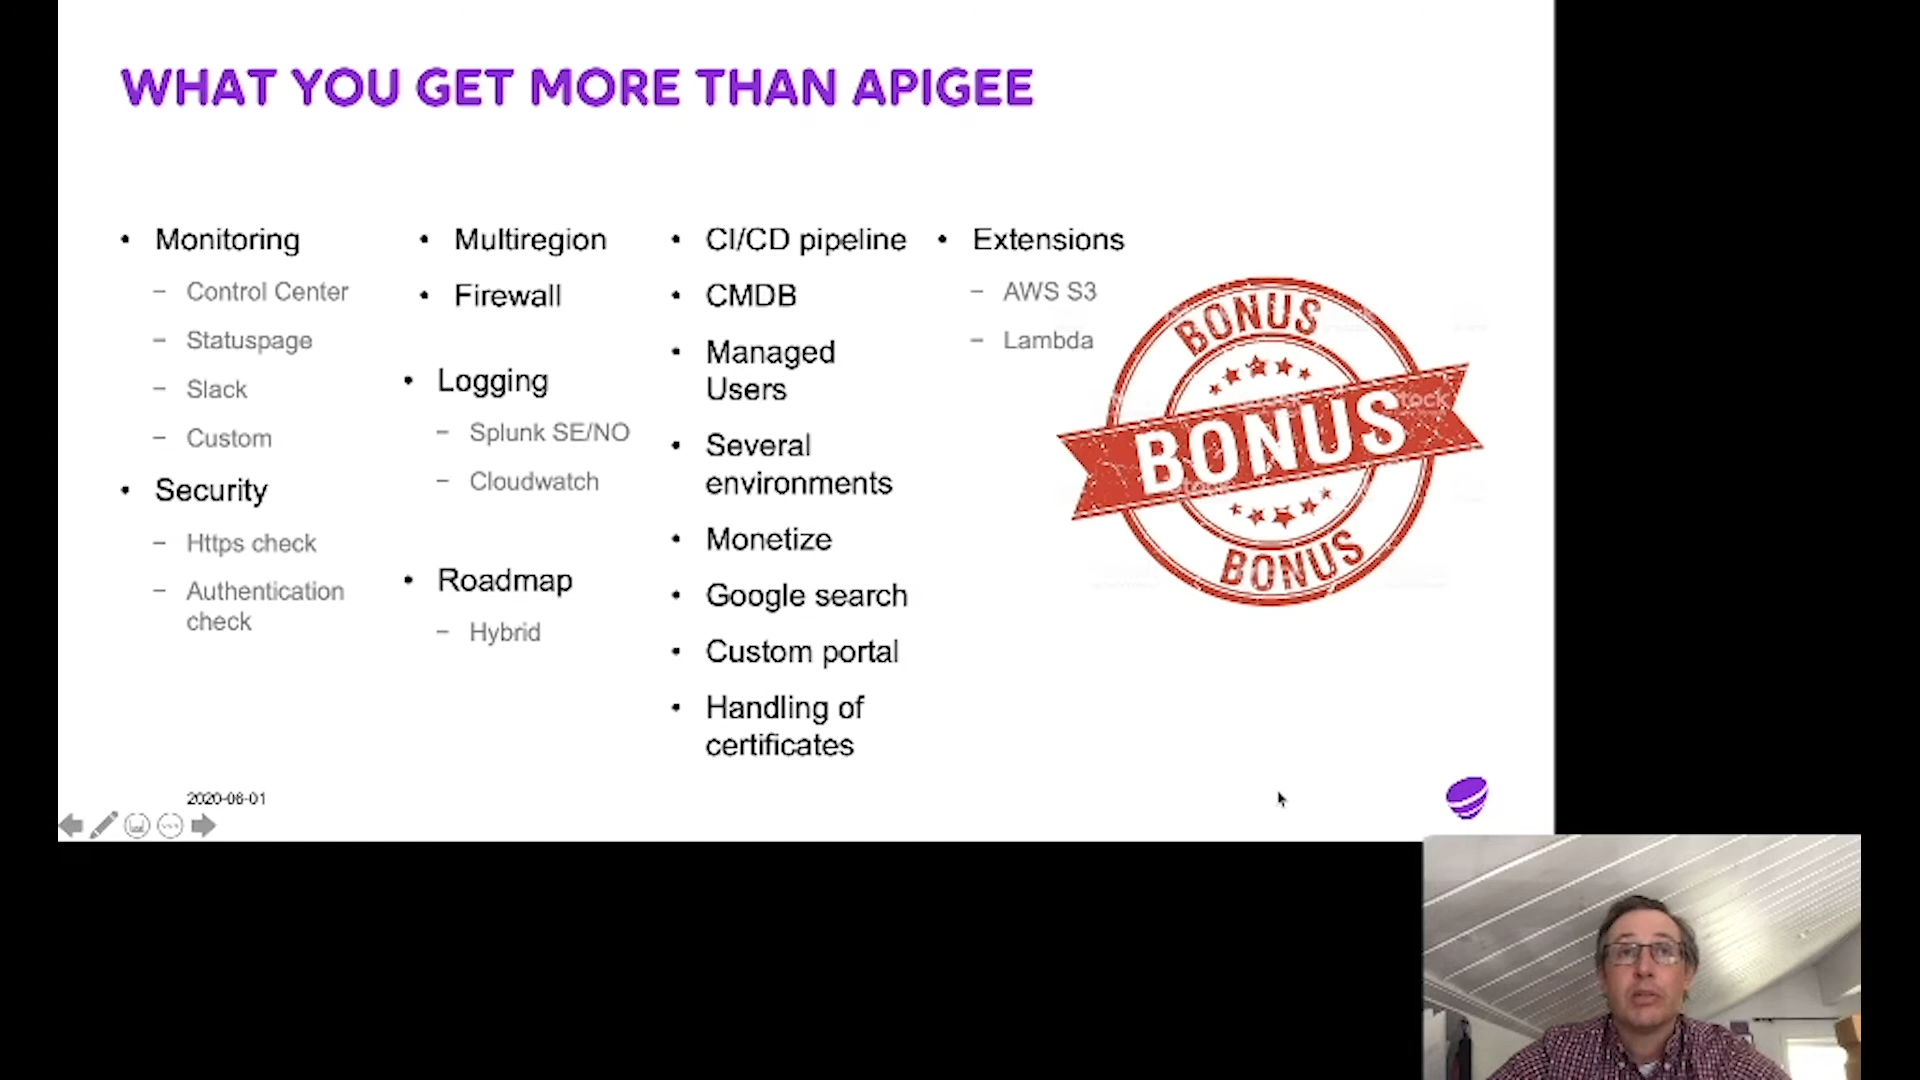 WHAT YOU GET MORE THAN APIGEE
• Monitoring
– Control Center
– Statuspage
– Slack
– Custom
• Security
– Https check
– Authentication
check
• Multiregion
• Firewall
• Logging
– Splunk SE/NO
– Cloudwatch
• Roadmap
– Hybrid
• CI/CD pipeline
• CMDB
• Managed
Users
• Several
environments
• Monetize
• Google search
• Custom portal
• Handling of
certificates
• Extensions
– AWS S3
– Lambda
BONUS
BONUS
BONUS
2020-06-01